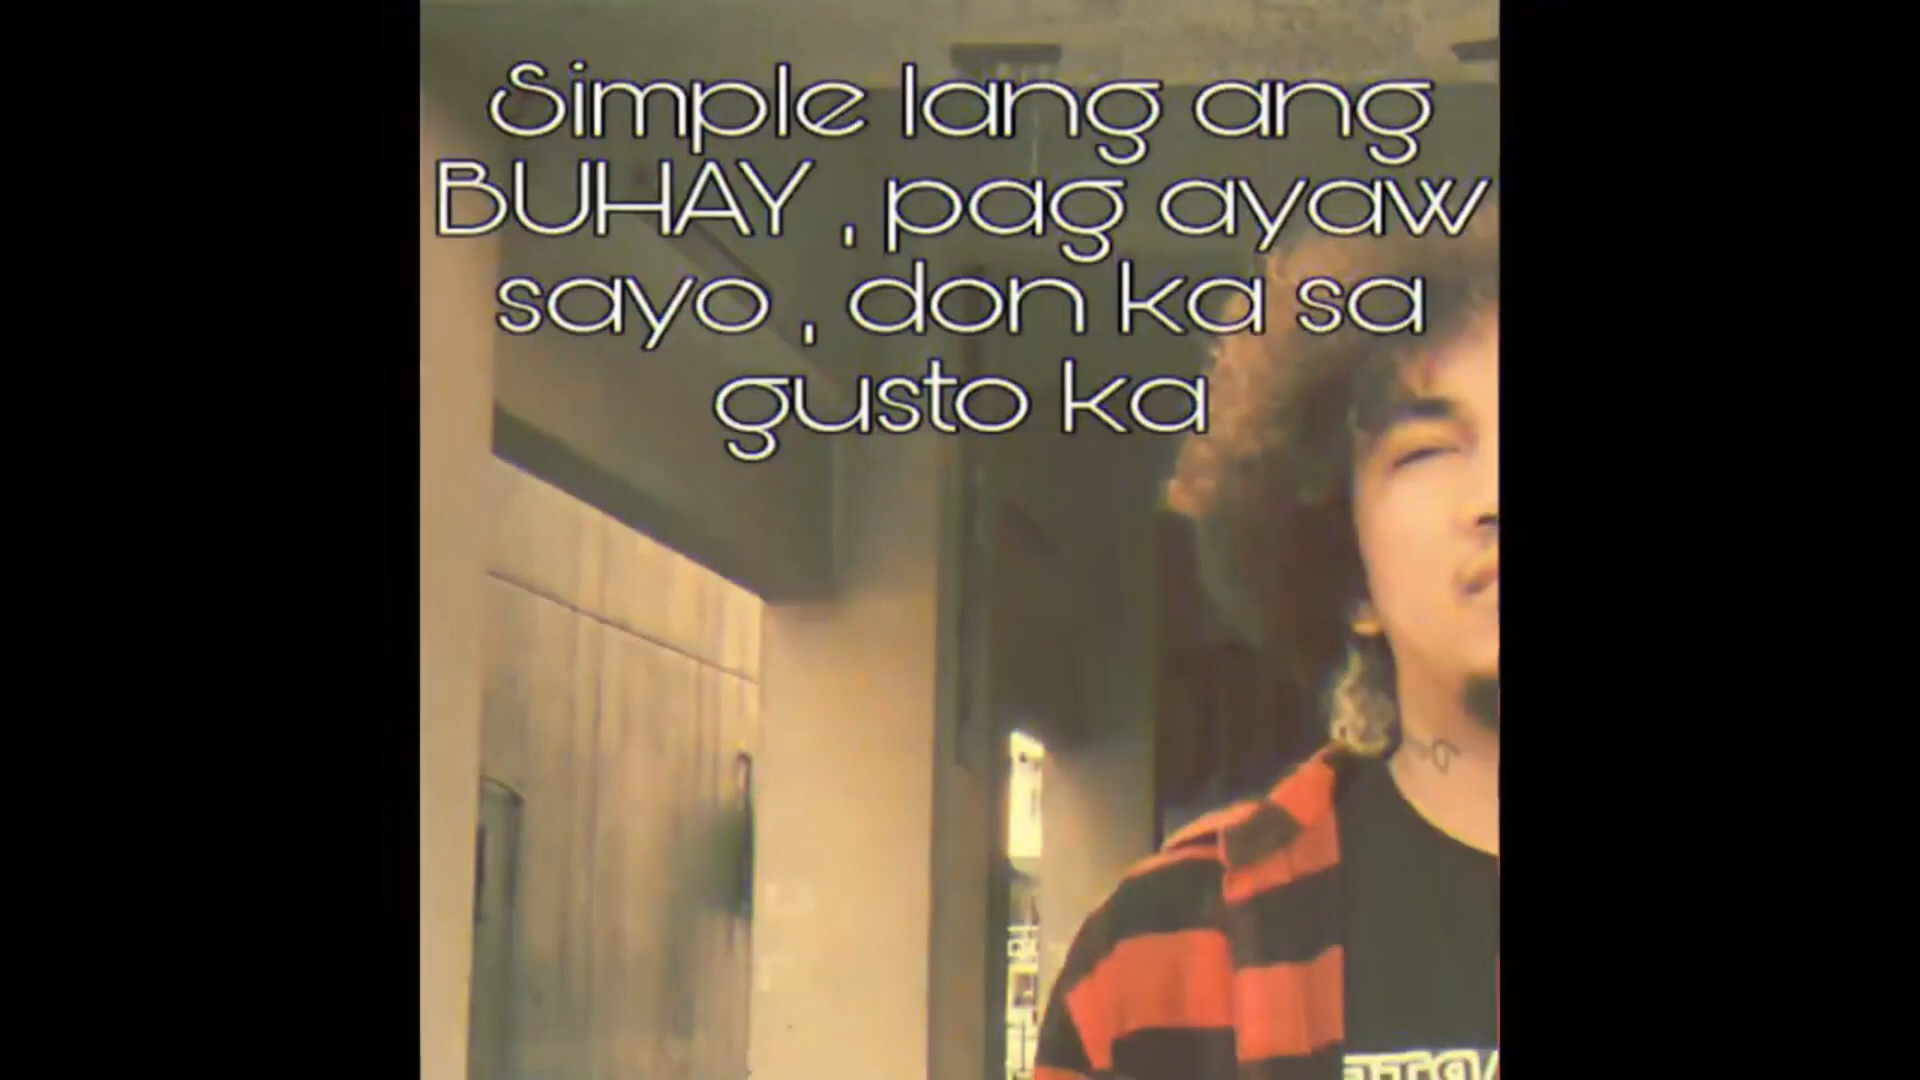 Simple lang ang
BUHAY , pag ayaw
sayo , don ka sa
gusto ka